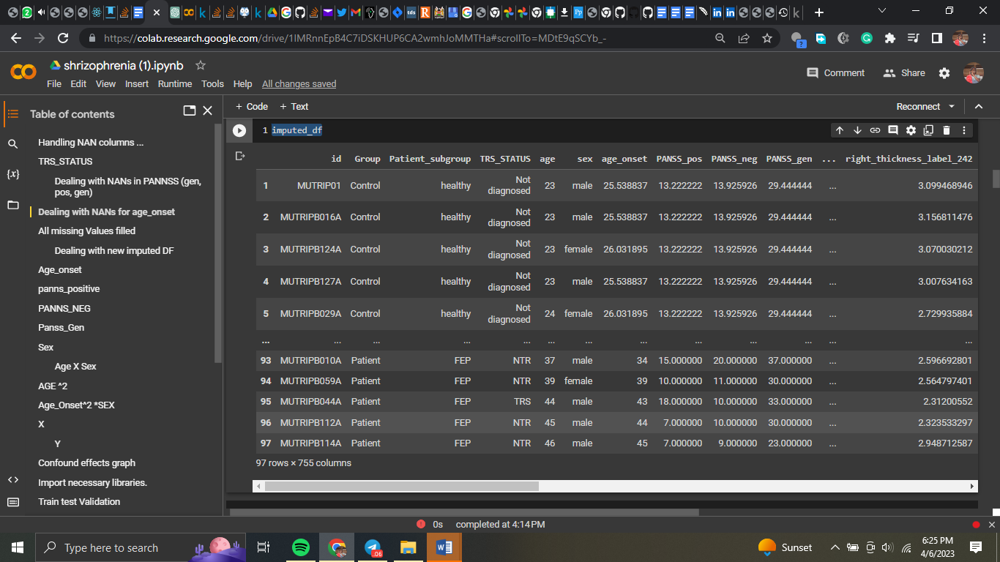 https://colab.research.google.com/drive/1IMRnnEpB4C7iDSKHUP6CA2wmhJoMMTHa#scrollTo=MDtE9qSCYb_-
shrizophrenia (1).ipynb
File Edit View Insert Runtime Tools Help All changes saved
Comment Share
Table of contents
+ Code + Text
Reconnect
Handling NAN columns ...
TRS_STATUS
Dealing with NANs in PANNSS (gen,
pos, gen)
Dealing with NANs for age_onset
All missing Values filled
Dealing with new imputed DF
Age_onset
panns_positive
PANNS_NEG
Panss_Gen
Sex
Age X Sex
AGE ^2
Age_Onset^2 *SEX
X
Y
Confound effects graph
Import necessary libraries.
Train test Validation
1 imputed_df
id Group Patient_subgroup TRS_STATUS age sex age_onset PANSS_pos PANSS_neg PANSS_gen ... right_thickness_label_242
1 MUTRIP01 Control healthy Not diagnosed 23 male 25.538837 13.222222 13.925926 29.444444 ... 3.099468946
2 MUTRIPB016A Control healthy Not diagnosed 23 male 25.538837 13.222222 13.925926 29.444444 ... 3.156811476
3 MUTRIPB124A Control healthy Not diagnosed 23 female 26.031895 13.222222 13.925926 29.444444 ... 3.070030212
4 MUTRIPB127A Control healthy Not diagnosed 23 male 25.538837 13.222222 13.925926 29.444444 ... 3.007634163
5 MUTRIPB029A Control healthy Not diagnosed 24 female 26.031895 13.222222 13.925926 29.444444 ... 2.729935884
... ... ... ... ... ... ... ... ... ... ... ... ...
93 MUTRIPB010A Patient FEP NTR 37 male 34 15.000000 20.000000 37.000000 ... 2.596692801
94 MUTRIPB059A Patient FEP NTR 39 female 39 10.000000 11.000000 30.000000 ... 2.564797401
95 MUTRIPB044A Patient FEP TRS 44 male 43 18.000000 10.000000 33.000000 ... 2.31200552
96 MUTRIPB112A Patient FEP NTR 45 male 44 7.000000 10.000000 30.000000 ... 2.323533297
97 MUTRIPB114A Patient FEP NTR 46 male 45 7.000000 9.000000 23.000000 ... 2.948712587
97 rows × 755 columns
0s completed at 4:14 PM
Type here to search
Sunset
6:25 PM
4/6/2023